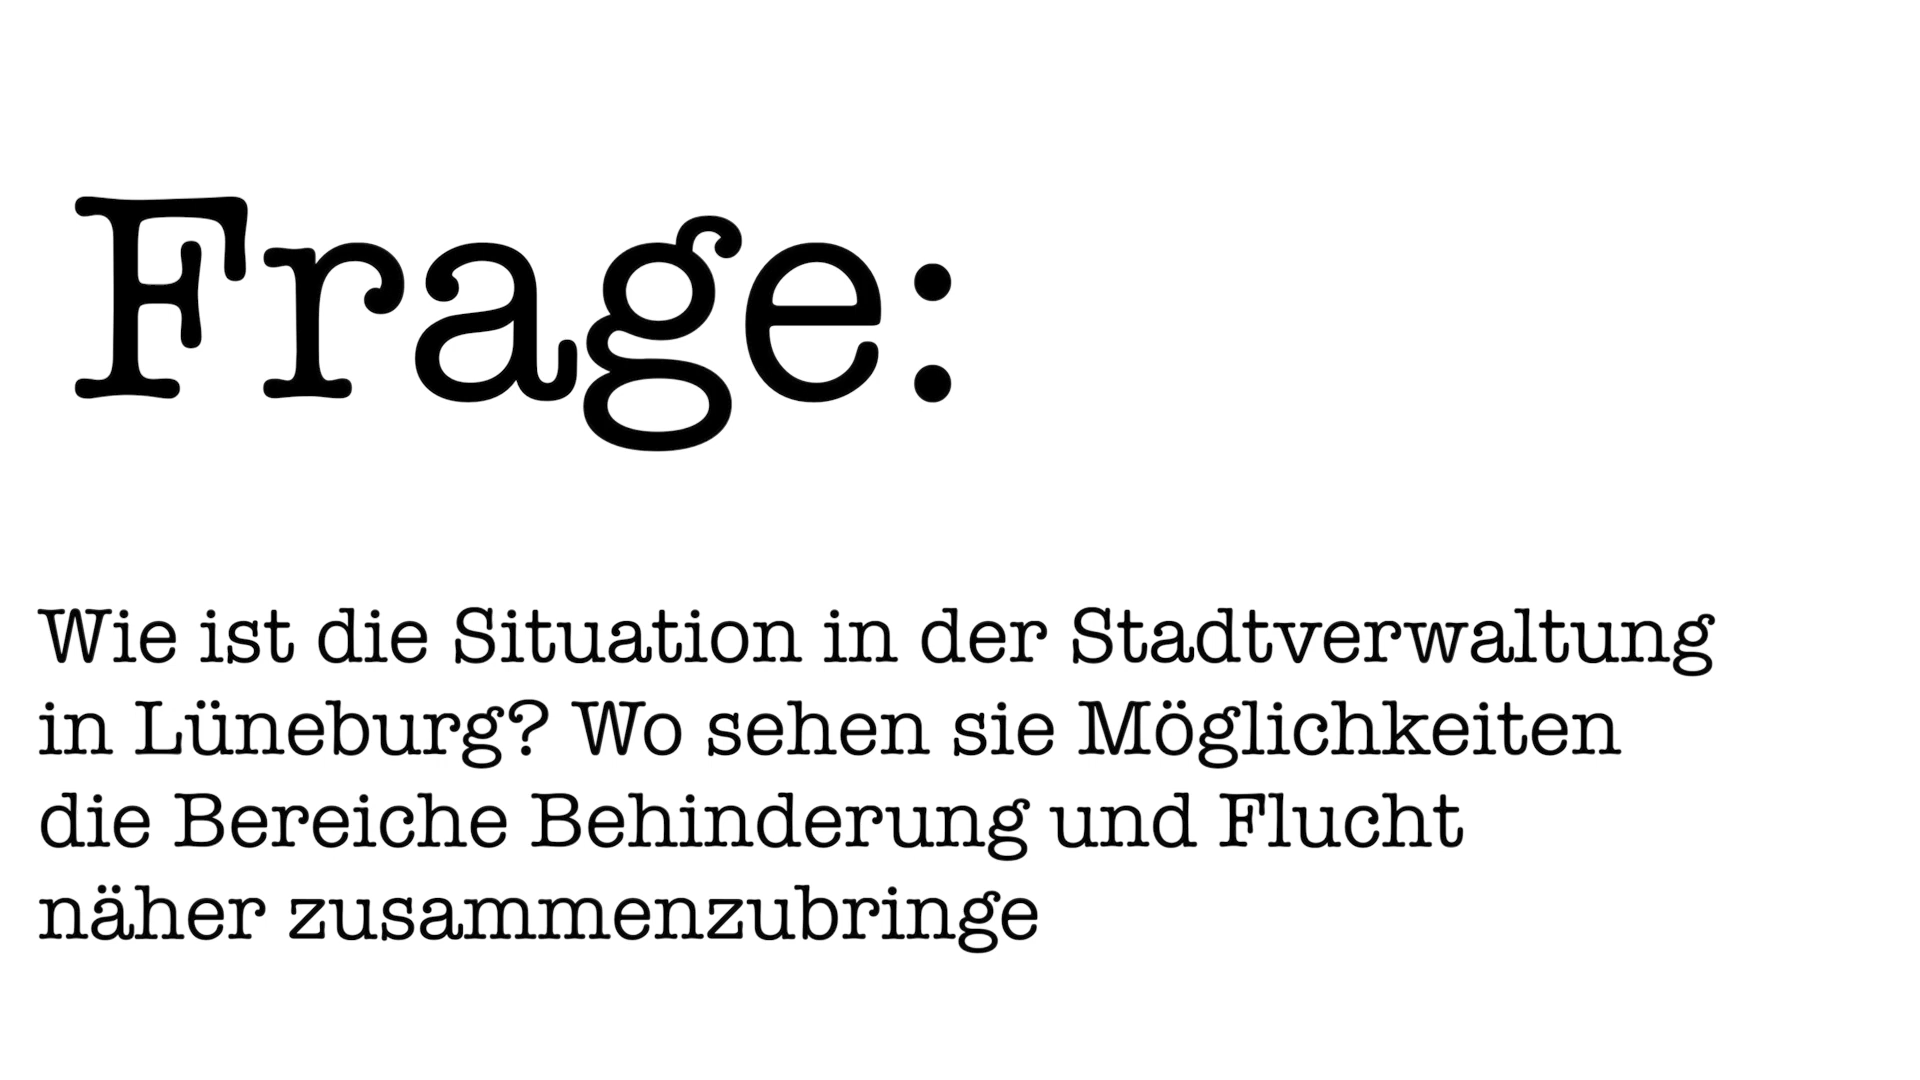 Frage:
Wie ist die Situation in der Stadtverwaltung
in Lüneburg? Wo sehen sie Möglichkeiten
die Bereiche Behinderung und Flucht
näher zusammenzubringe